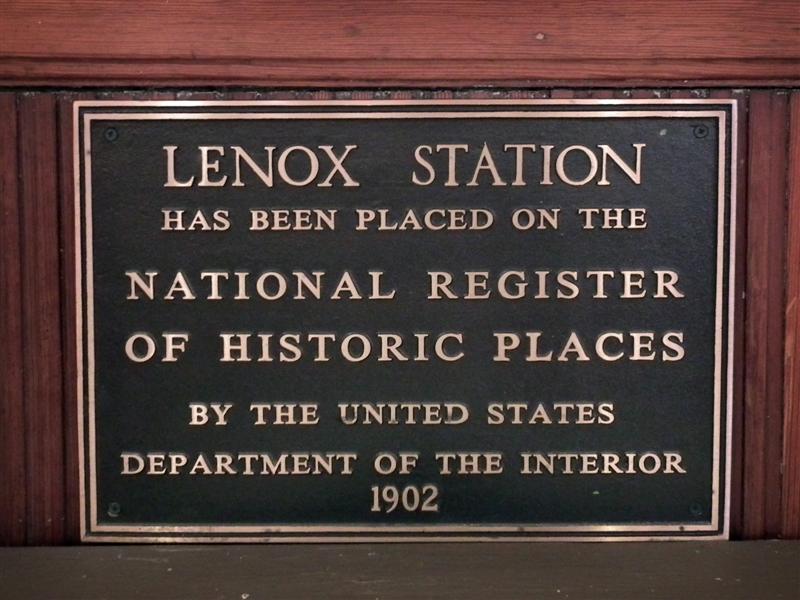 LENOX STATION
HAS BEEN PLACED ON THE
NATIONAL REGISTER
OF HISTORIC PLACES
BY THE UNITED STATES
DEPARTMENT OF THE INTERIOR
1902